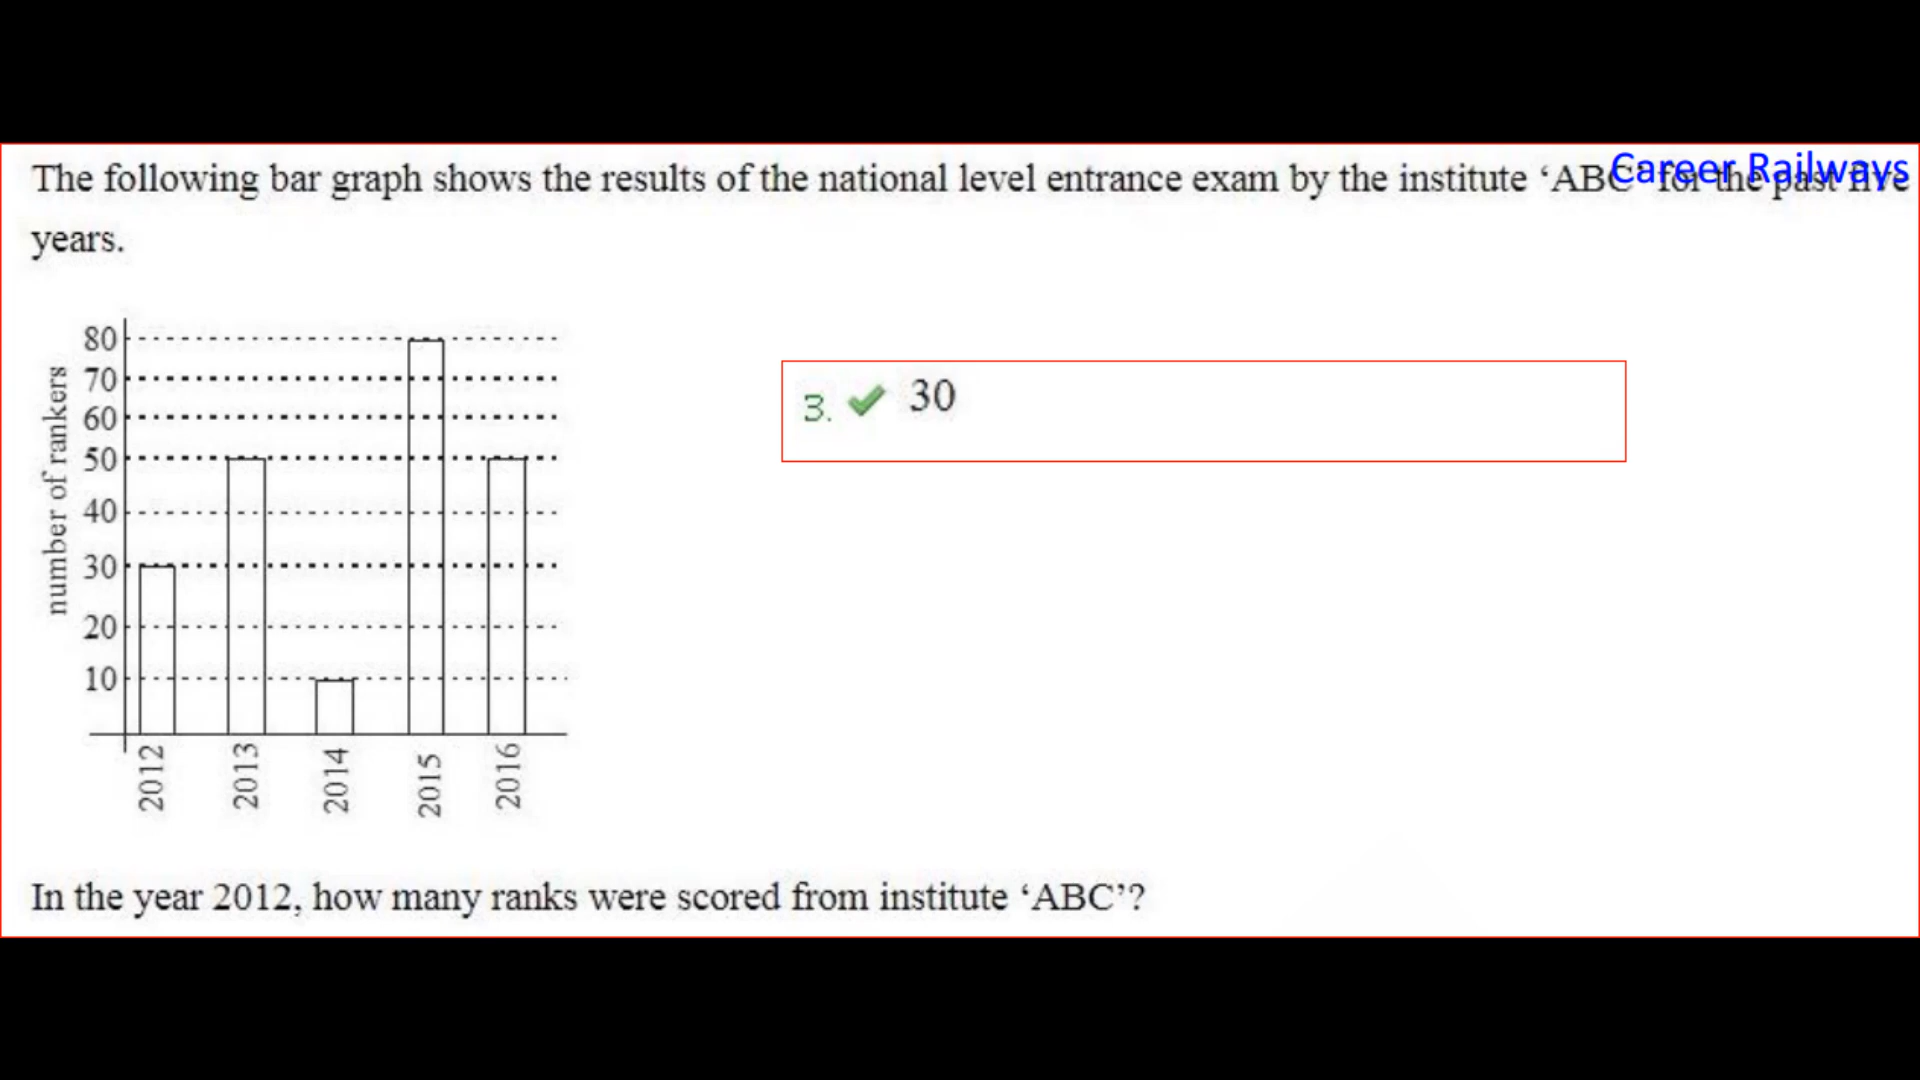 The following bar graph shows the results of the national level entrance exam by the institute ‘ABC’ for the past five
Career Railways
years.
80
70
60
50
40
30
20
10
number of rankers
2012
2013
2014
2015
2016
3. 30
In the year 2012, how many ranks were scored from institute ‘ABC’?